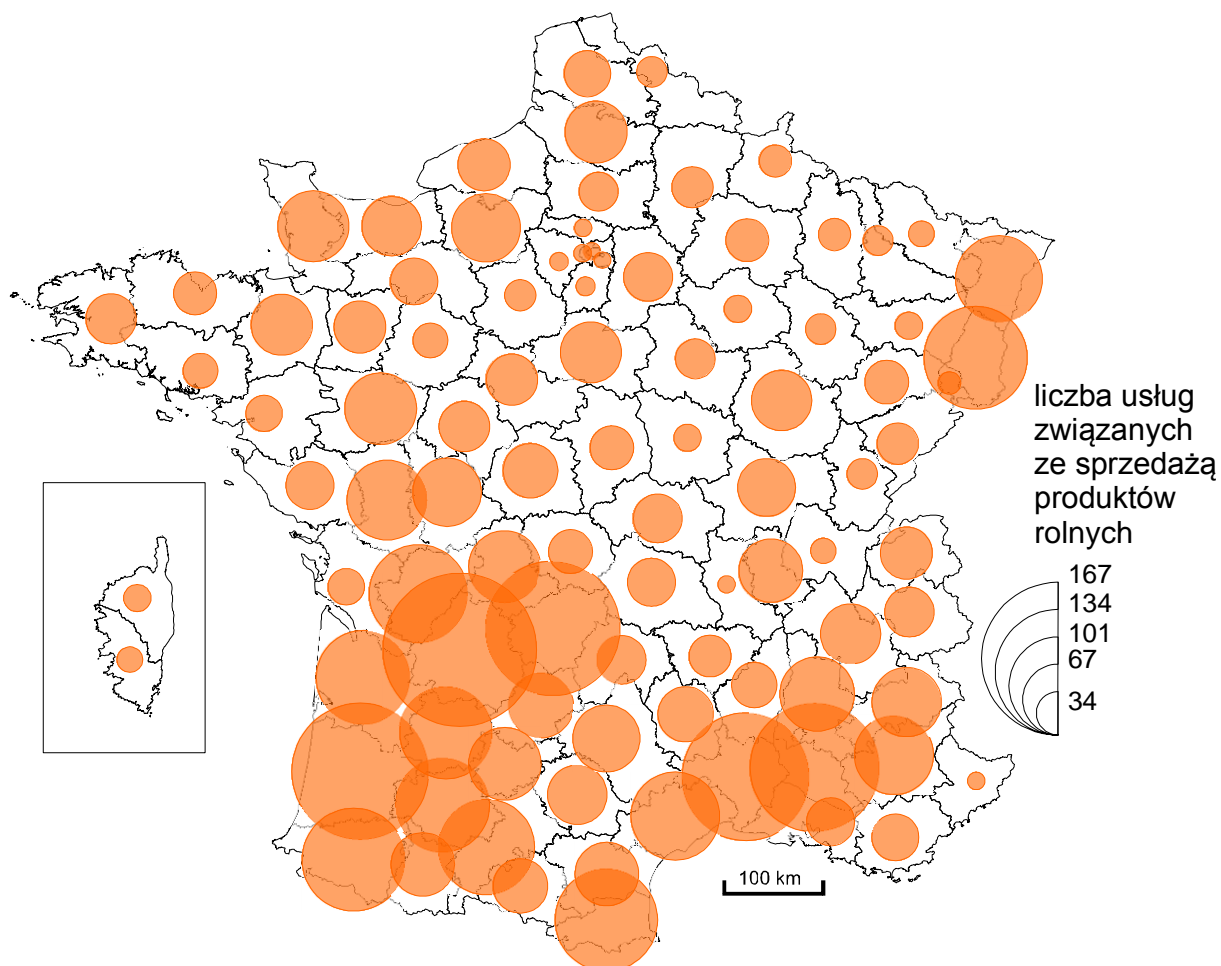 liczba usług
związanych
ze sprzedażą
produktów
rolnych
167
134
101
67
34
100 km